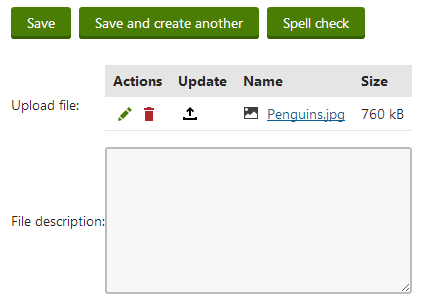 Save Save and create another Spell check
Actions Update Name Size
Upload file: Penguins.jpg 760 kB
File description: